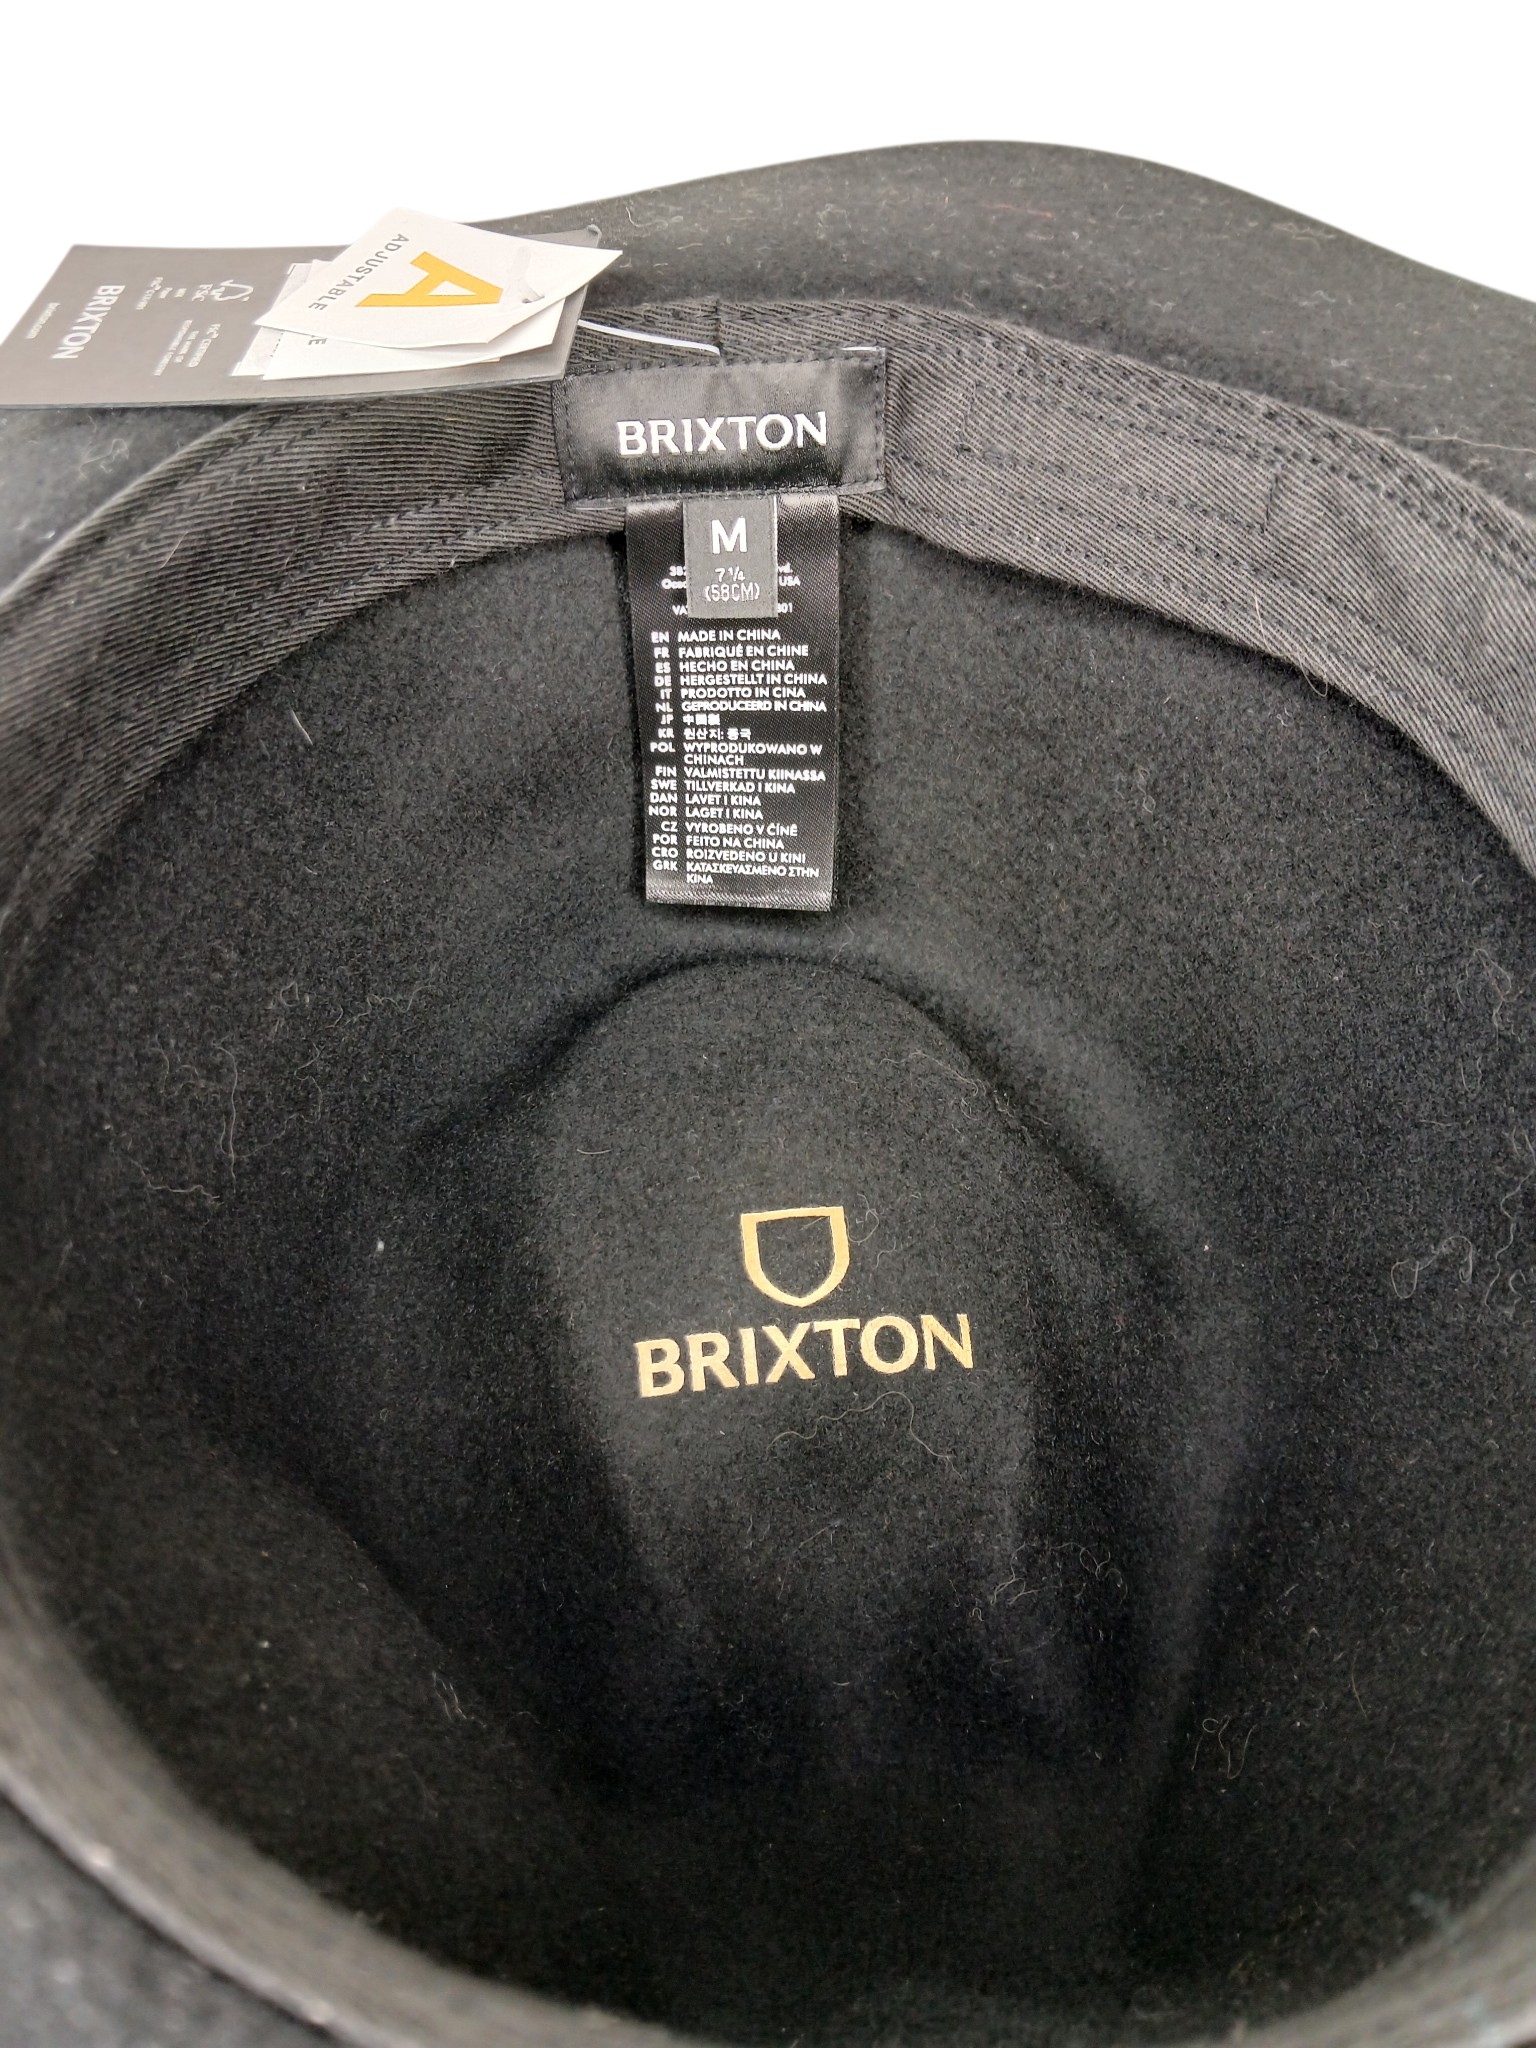 ADJUSTABLE
A
BRIXTON
FSC
BRIXTON
M
7 1/4
(58CM)
USA
EN MADE IN CHINA
FR FABRIQUÉ EN CHINE
ES HECHO EN CHINA
DE HERGESTELLT IN CHINA
IT PRODOTTO IN CINA
NL GEPRODUCEERD IN CHINA
JP 中国製
KR 원산지: 중국
POL WYPRODUKOWANO W
CHINACH
FIN VALMISTETTU KIINASSA
SWE TILLVERKAD I KINA
DAN LAVET I KINA
NOR LAGET I KINA
CZ VYROBENO V ČÍNĚ
POR FEITO NA CHINA
CRO ROIZVEDENO U KINI
GRK ΚΑΤΑΣΚΕΥΑΣΜΕΝΟ ΣΤΗΝ
ΚΙΝΑ
BRIXTON